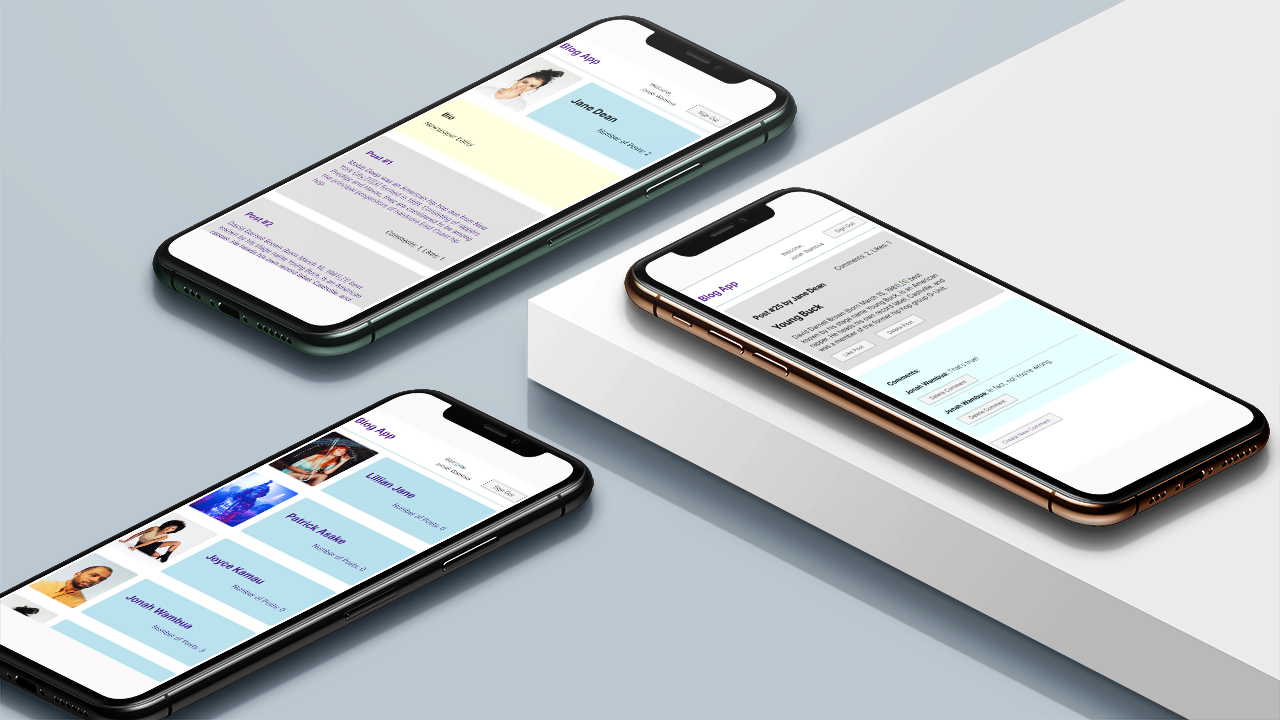 Blog App
Welcome,
Jonah Wambua
Sign Out
Jane Dean
Number of Posts: 2
Bio
Newspaper Editor
Post #1
Comments: 1, Likes: 1
Post #2
Blog App
Welcome,
Jonah Wambua
Sign Out
Post #25 by Jane Dean
Comments: 2, Likes: 1
Young Buck
David Darnell Brown (born March 15, 1981),[1] best
known by his stage name Young Buck, is an American
rapper. He heads his own record label, Cashville, and
was a member of the former hip hop group G-Unit.
Like Post
Delete Post
Comments:
Jonah Wambua: That's true!
Delete Comment
Jonah Wambua: In fact, no! You're wrong.
Delete Comment
Create New Comment
Blog App
Welcome,
Jonah Wambua
Sign Out
Lillian Jane
Number of Posts: 0
Patrick Asake
Number of Posts: 0
Joyce Kamau
Number of Posts: 0
Jonah Wambua
Number of Posts: 3